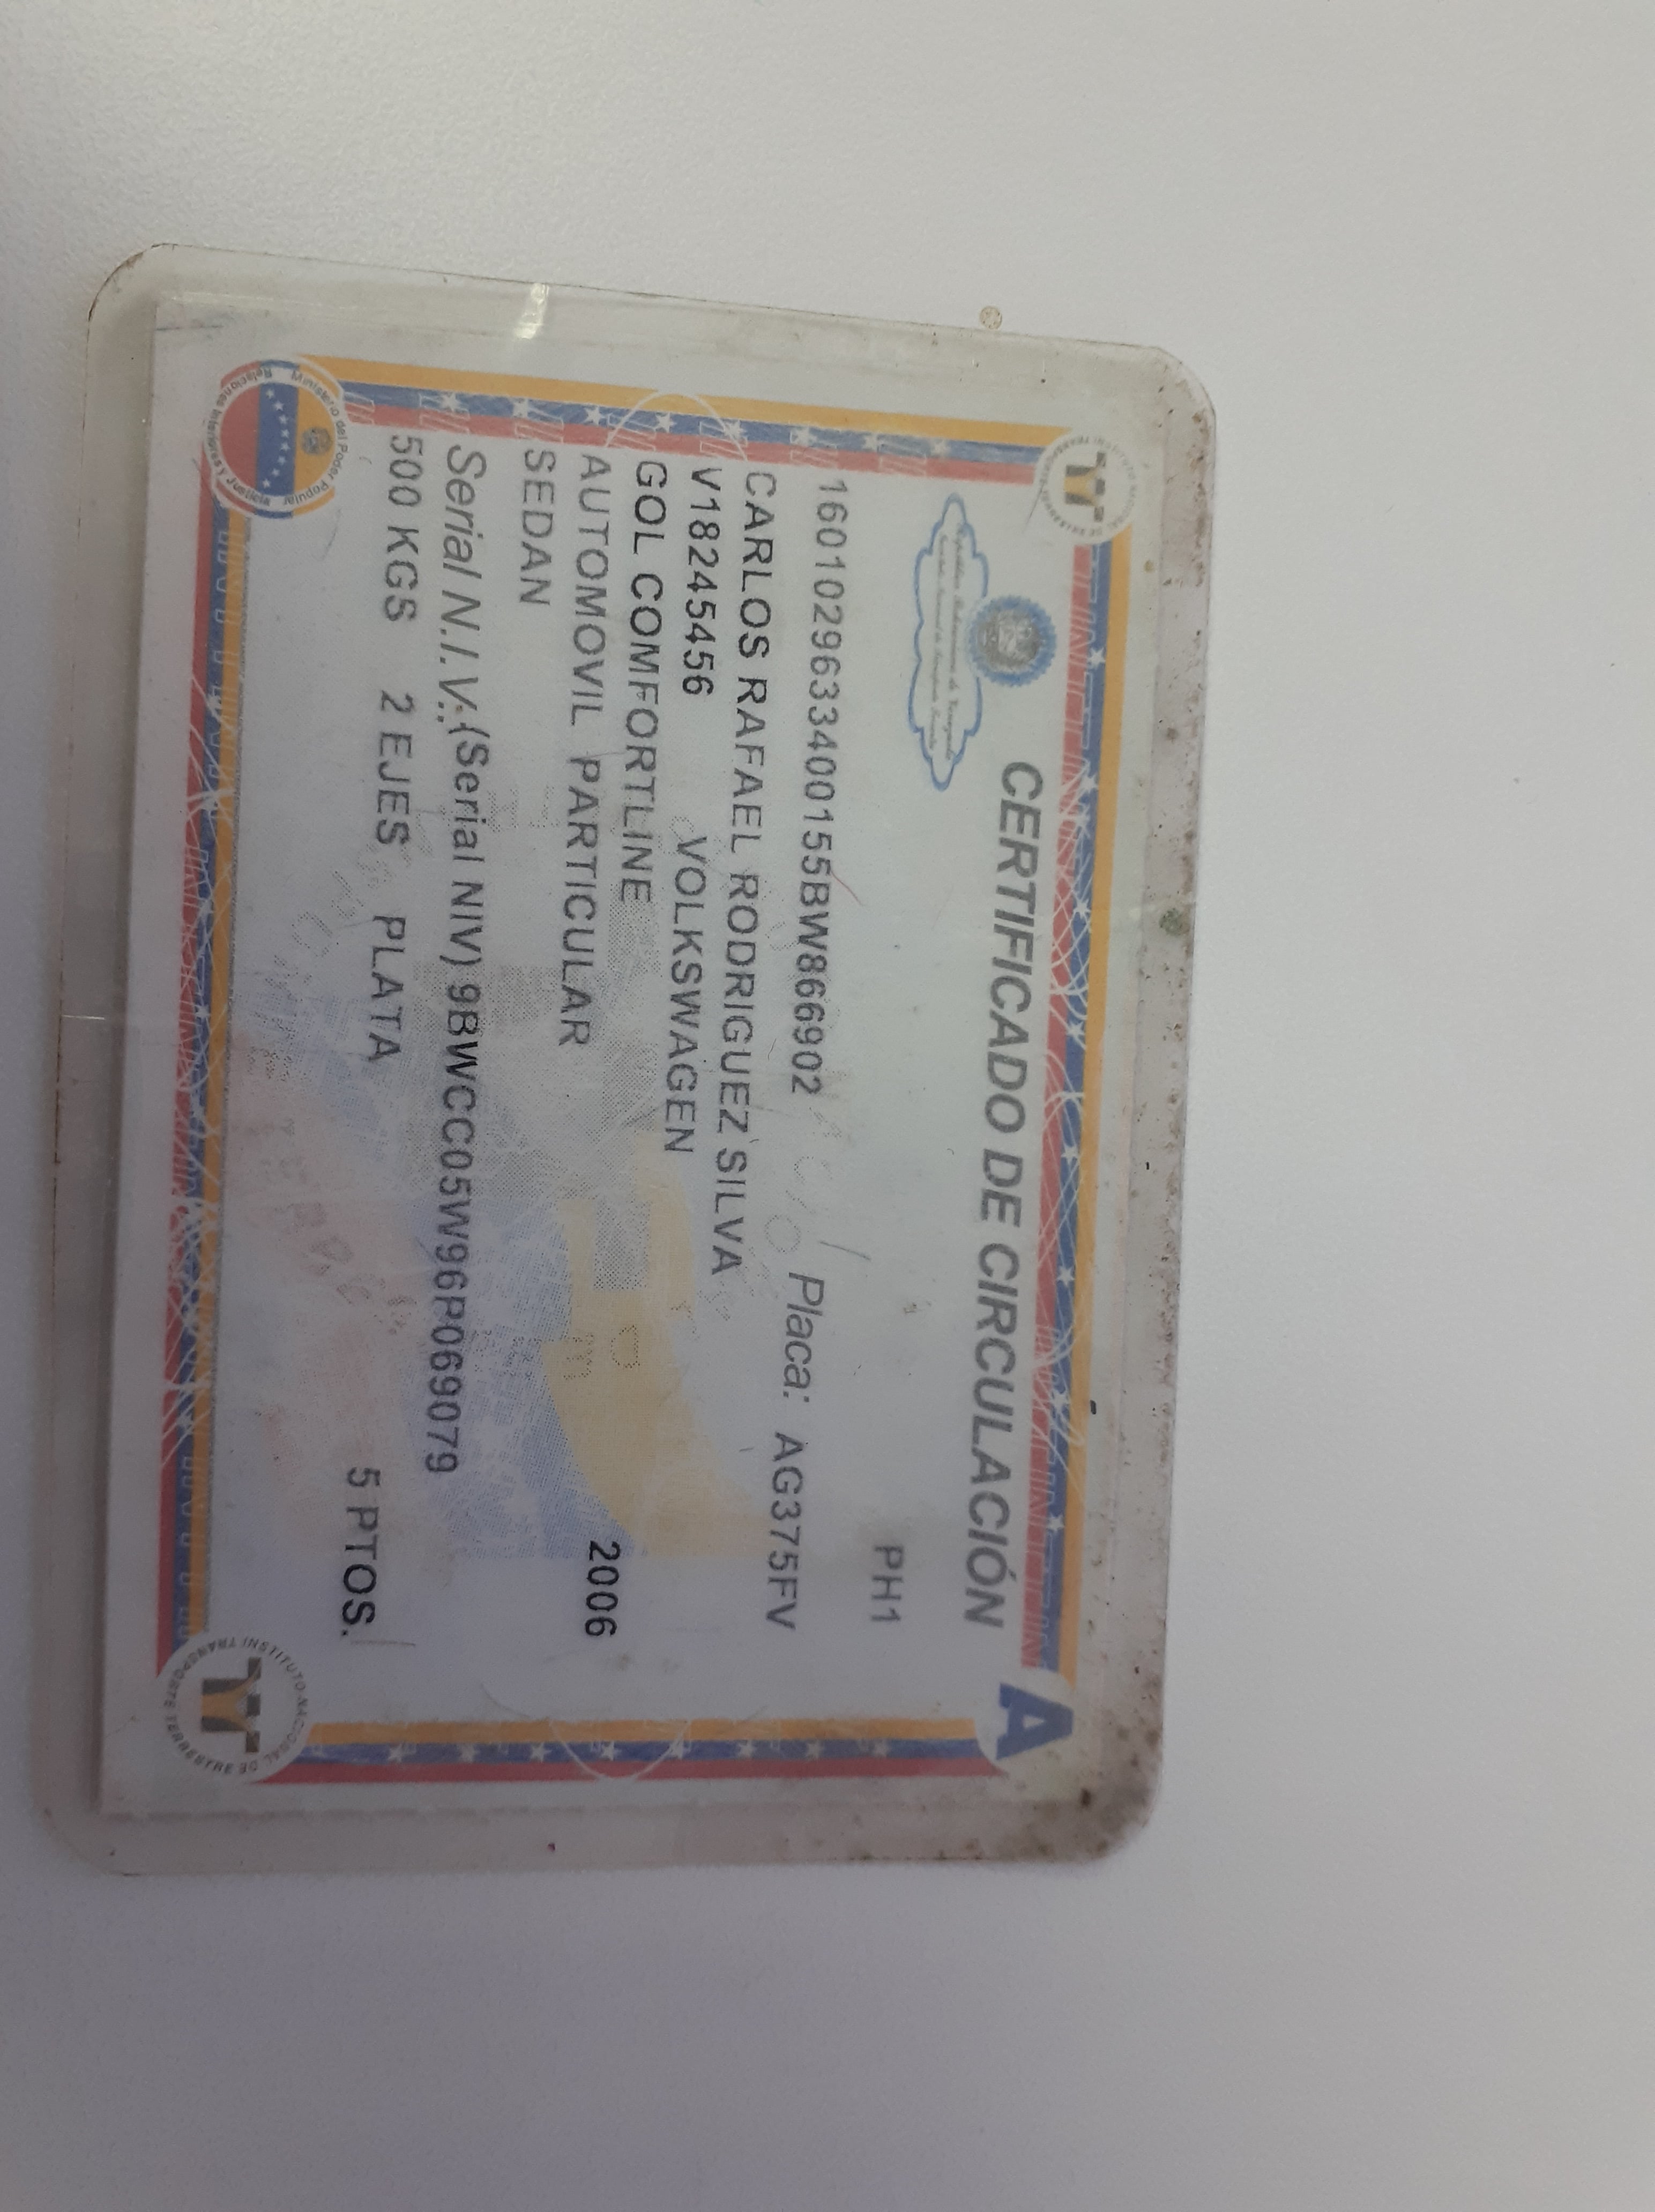 CERTIFICADO DE CIRCULACIÓN
A
PH1
1601029633400155BW866902 Placa: AG375FV
CARLOS RAFAEL RODRIGUEZ SILVA
V18245456 VOLKSWAGEN
GOL COMFORTLINE 2006
AUTOMOVIL PARTICULAR
SEDAN
Serial N.I.V.:(Serial NIV) 9BWCC05W96P069079
500 KGS 2 EJES PLATA 5 PTOS.
Ministerio del Poder Popular
Relaciones Interiores y Justicia
INSTITUTO NACIONAL DE TRANSPORTE TERRESTRE